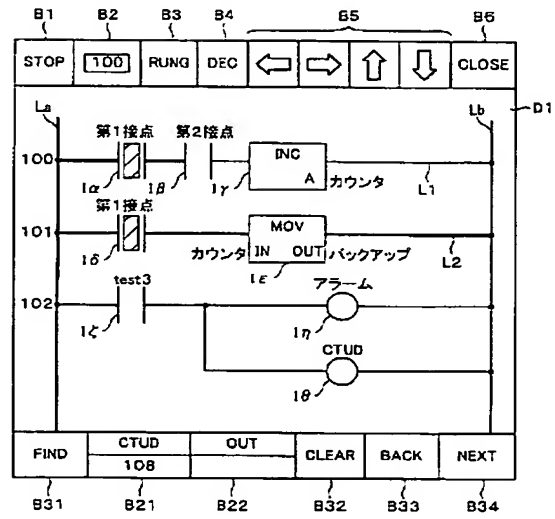 B1 B2 B3 B4 B5 B6
STOP 100 RUNG DEC CLOSE
La Lb D1
第1接点 第2接点
100 INC
A カウンタ
1α 1β 1γ L1
第1接点
101 MOV
カウンタ IN OUT バックアップ
1δ 1ε L2
test3 アラーム
102
1ζ 1η
CTUD
1θ
FIND CTUD OUT CLEAR BACK NEXT
108
B31 B21 B22 B32 B33 B34